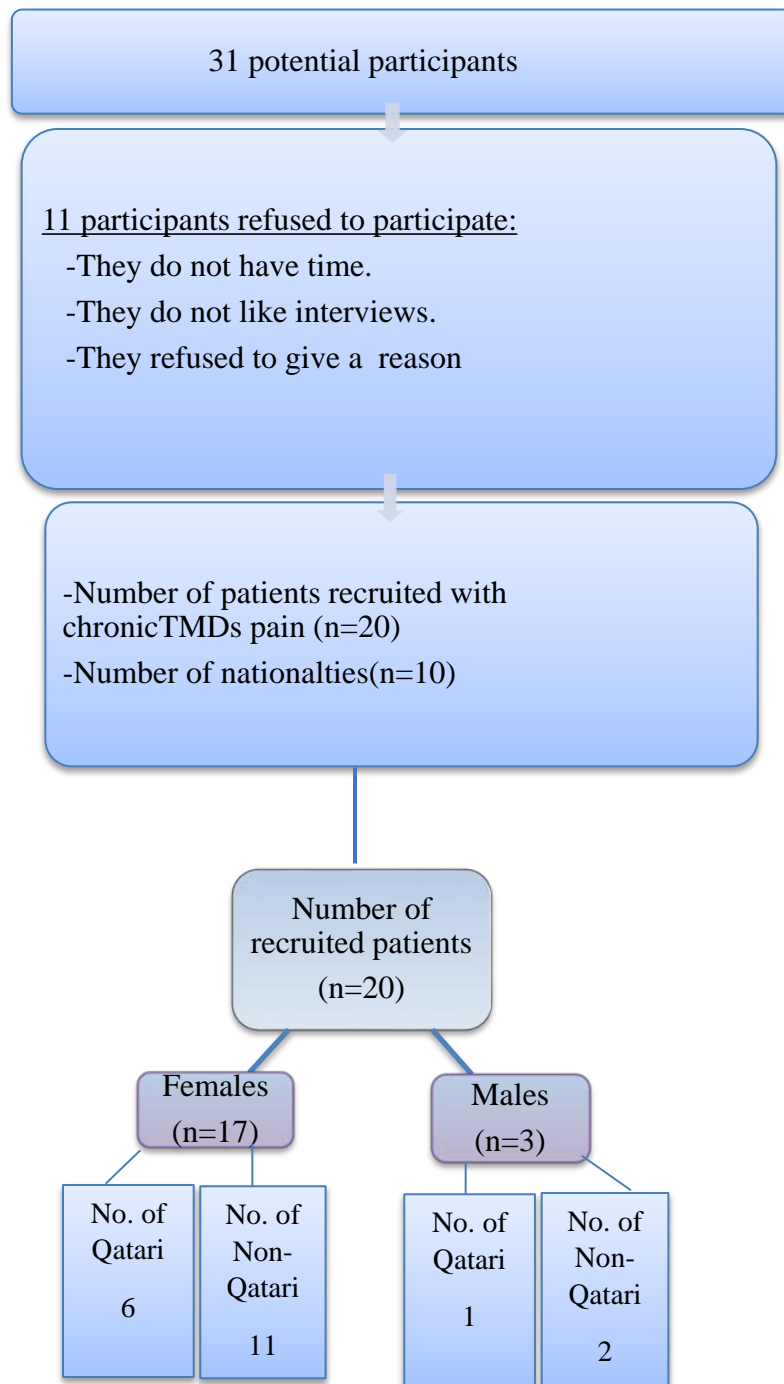 31 potential participants
11 participants refused to participate:
-They do not have time.
-They do not like interviews.
-They refused to give a  reason
-Number of patients recruited with
chronicTMDs pain (n=20)
-Number of nationalties(n=10)
Number of
recruited patients
(n=20)
Females
(n=17)
Males
(n=3)
No. of
Qatari
6
No. of
Non-
Qatari
11
No. of
Qatari
1
No. of
Non-
Qatari
2